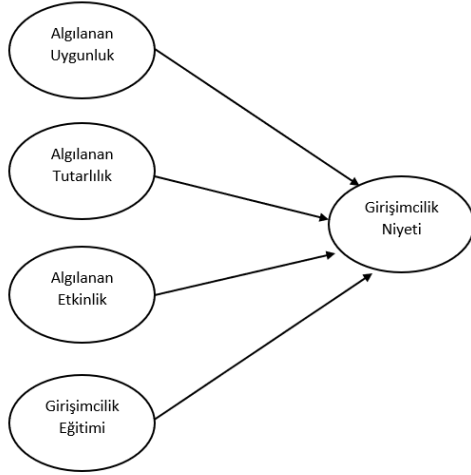 Algılanan
Uygunluk
Algılanan
Tutarlılık
Girişimcilik
Niyeti
Algılanan
Etkinlik
Girişimcilik
Eğitimi